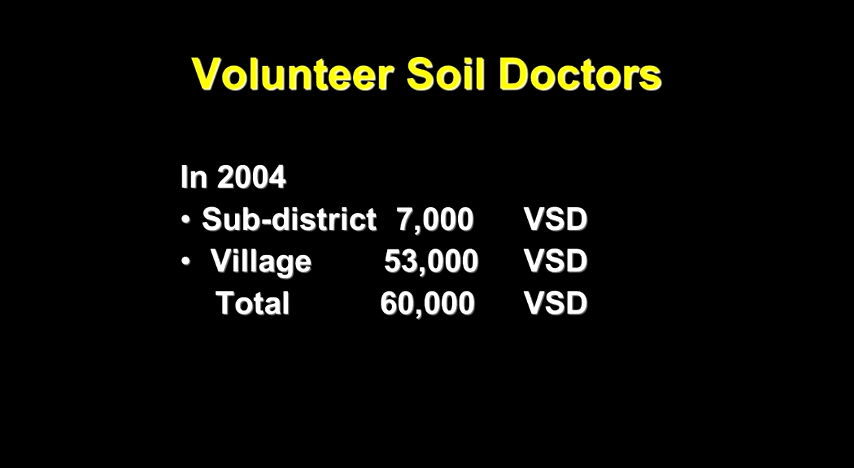 Volunteer Soil Doctors
In 2004
• Sub-district 7,000 VSD
• Village 53,000 VSD
Total 60,000 VSD